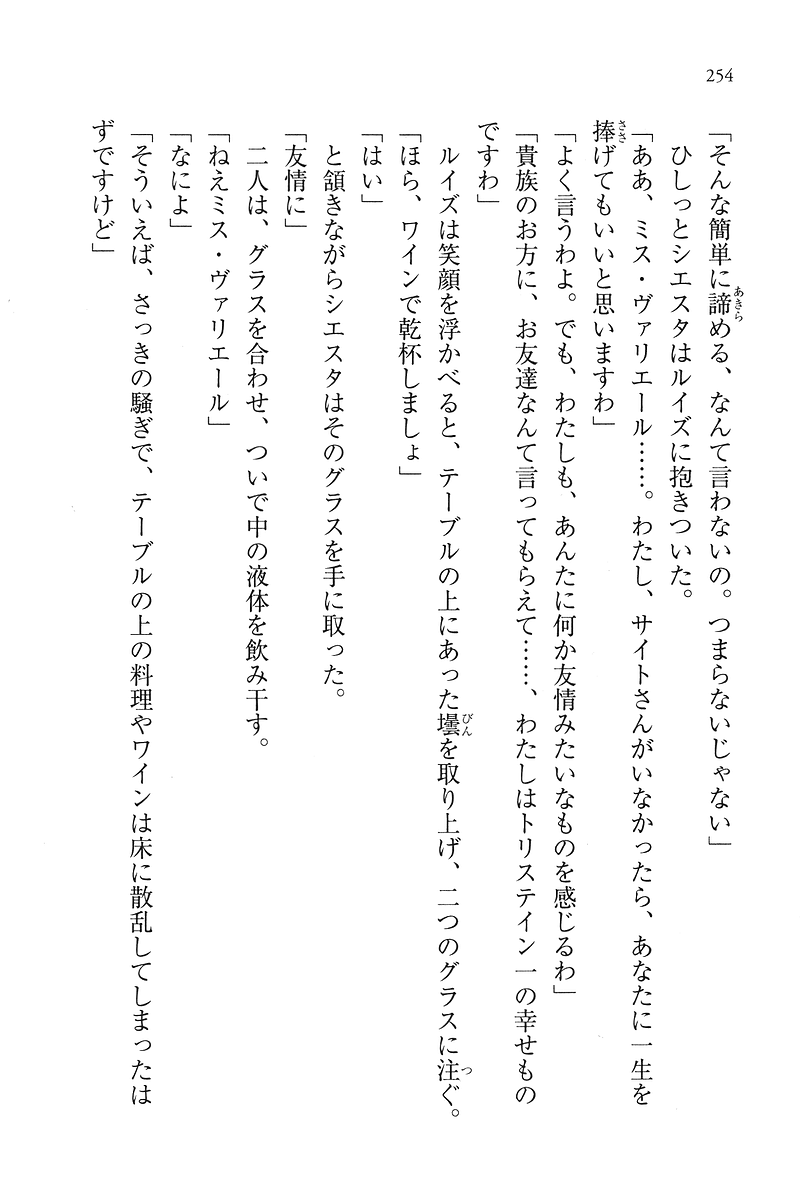 254
「そんな簡単に諦める、なんて言わないの。つまらないじゃない」
ひしっとシエスタはルイズに抱きついた。
「ああ、ミス・ヴァリエール……。わたし、サイトさんがいなかったら、あなたに一生を
捧げてもいいと思いますわ」
「よく言うわよ。でも、わたしも、あんたに何か友情みたいなものを感じるわ」
「貴族のお方に、お友達なんて言ってもらえて……、わたしはトリステイン一の幸せもの
ですわ」
ルイズは笑顔を浮かべると、テーブルの上にあった壜を取り上げ、二つのグラスに注ぐ。
「ほら、ワインで乾杯しましょ」
「はい」
と頷きながらシエスタはそのグラスを手に取った。
「友情に」
二人は、グラスを合わせ、ついで中の液体を飲み干す。
「ねえミス・ヴァリエール」
「なによ」
「そういえば、さっきの騒ぎで、テーブルの上の料理やワインは床に散乱してしまったは
ずですけど」